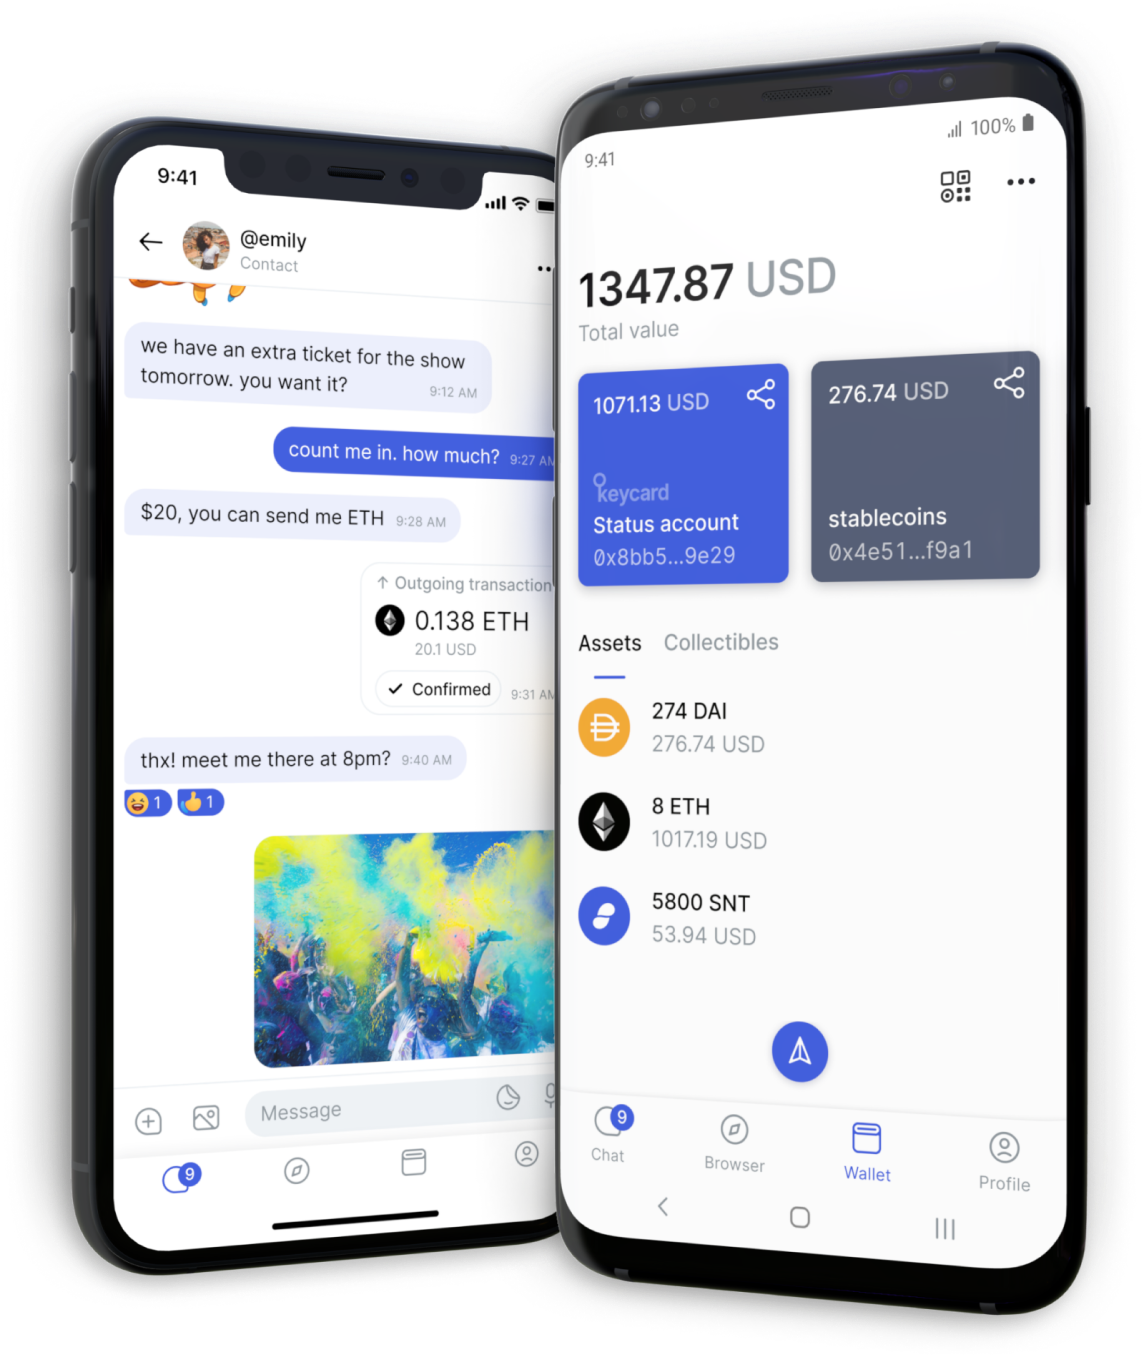 9:41
@emily
Contact
we have an extra ticket for the show
tomorrow. you want it?
9:12 AM
count me in. how much? 9:27 AM
$20, you can send me ETH 9:28 AM
↑ Outgoing transaction
0.138 ETH
20.1 USD
✓ Confirmed 9:31 AM
thx! meet me there at 8pm? 9:40 AM
1 1
Message
9
9:41 100%
1347.87 USD
Total value
1071.13 USD
keycard
Status account
0x8bb5...9e29
276.74 USD
stablecoins
0x4e51...f9a1
Assets Collectibles
274 DAI
276.74 USD
8 ETH
1017.19 USD
5800 SNT
53.94 USD
9
Chat Browser Wallet Profile